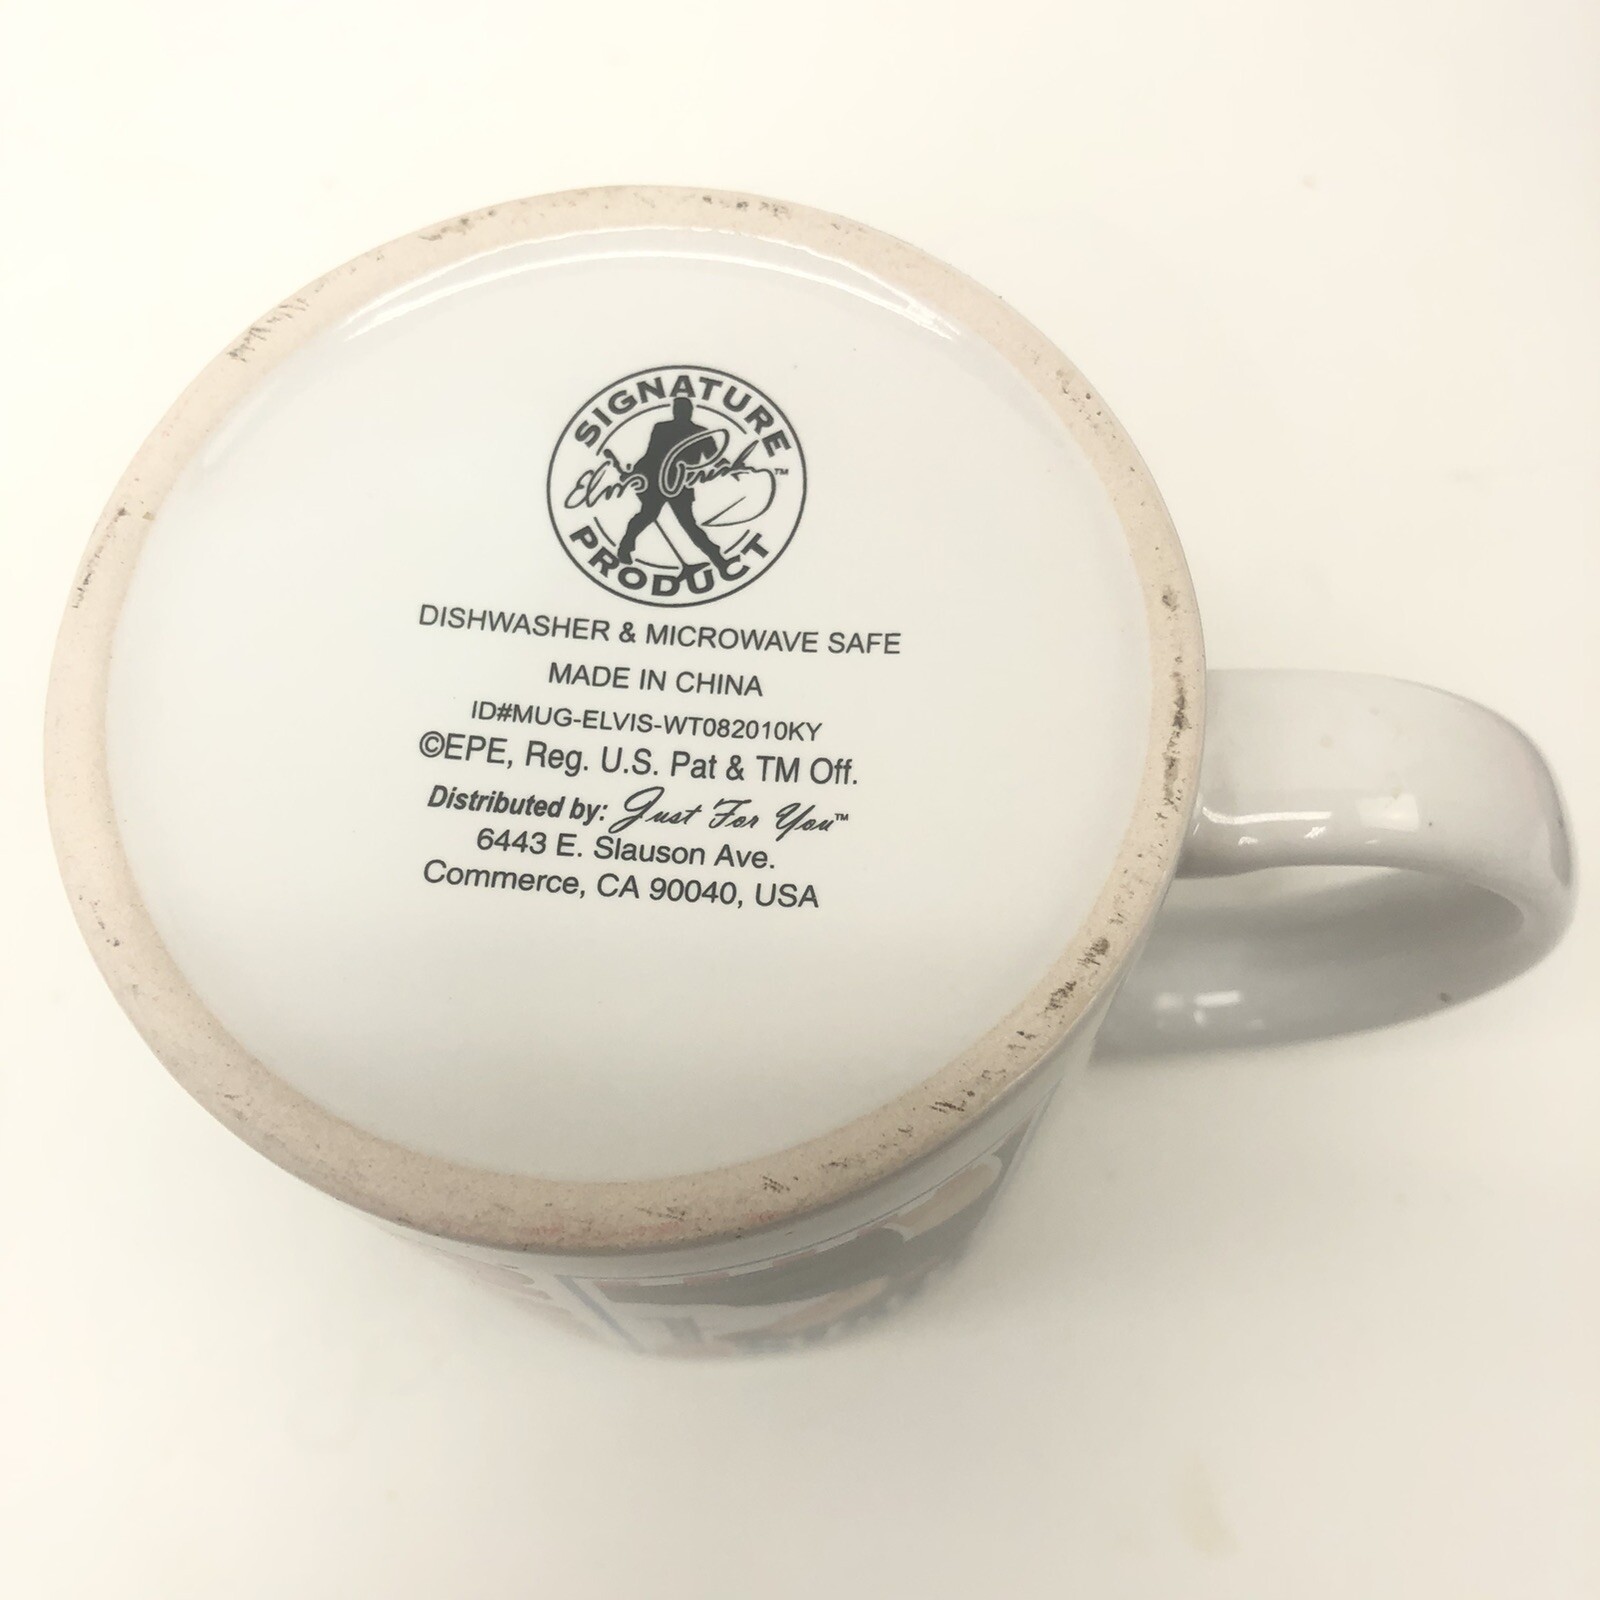 SIGNATURE
Elvis Presley™
PRODUCT
DISHWASHER & MICROWAVE SAFE
MADE IN CHINA
ID#MUG-ELVIS-WT082010KY
©EPE, Reg. U.S. Pat & TM Off.
Distributed by: Just For You™
6443 E. Slauson Ave.
Commerce, CA 90040, USA